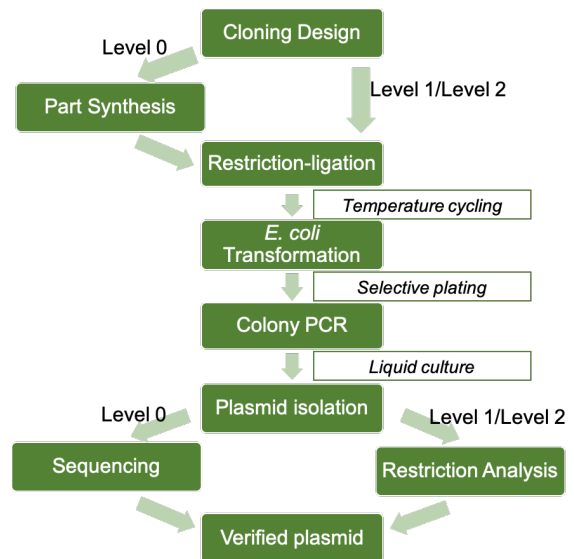 Cloning Design
Level 0
Level 1/Level 2
Part Synthesis
Restriction-ligation
Temperature cycling
E. coli
Transformation
Selective plating
Colony PCR
Liquid culture
Plasmid isolation
Level 0
Level 1/Level 2
Sequencing
Restriction Analysis
Verified plasmid